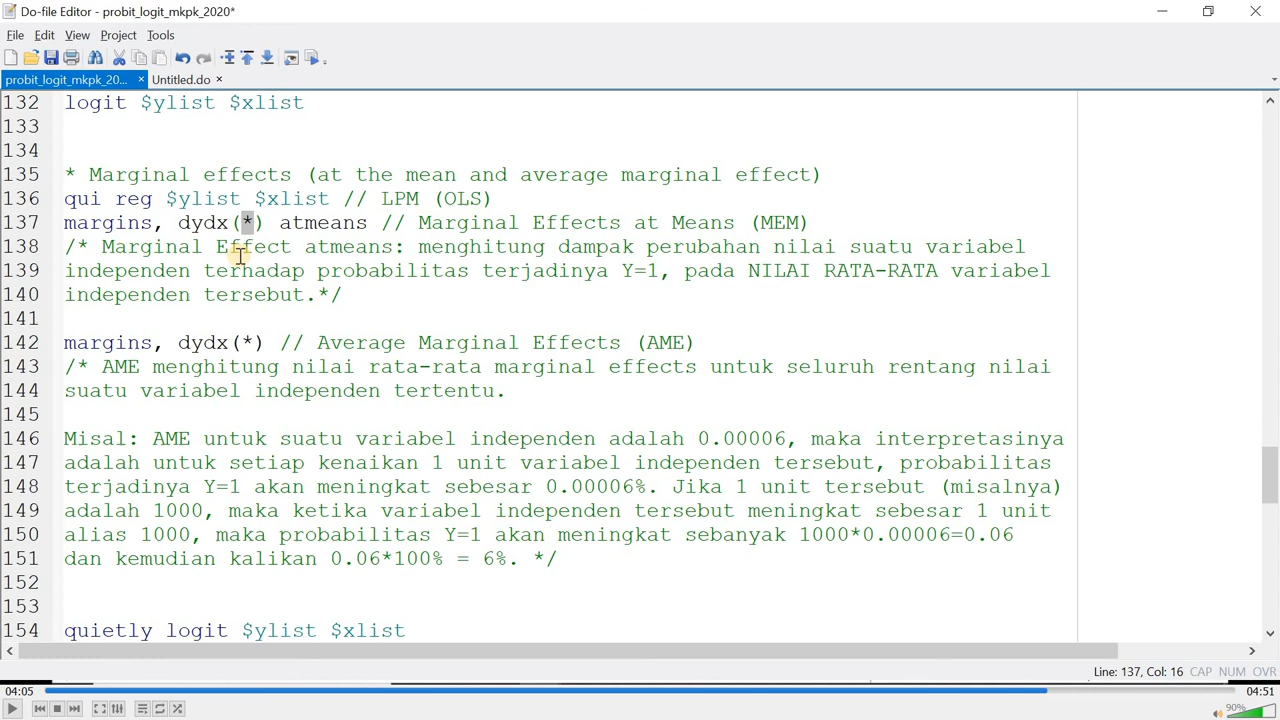 Do-file Editor - probit_logit_mkpk_2020*
File Edit View Project Tools
probit_logit_mkpk_20... × Untitled.do ×
132 logit $ylist $xlist
133
134
135 * Marginal effects (at the mean and average marginal effect)
136 qui reg $ylist $xlist // LPM (OLS)
137 margins, dydx(*) atmeans // Marginal Effects at Means (MEM)
138 /* Marginal Effect atmeans: menghitung dampak perubahan nilai suatu variabel
139 independen terhadap probabilitas terjadinya Y=1, pada NILAI RATA-RATA variabel
140 independen tersebut.*/
141
142 margins, dydx(*) // Average Marginal Effects (AME)
143 /* AME menghitung nilai rata-rata marginal effects untuk seluruh rentang nilai
144 suatu variabel independen tertentu.
145
146 Misal: AME untuk suatu variabel independen adalah 0.00006, maka interpretasinya
147 adalah untuk setiap kenaikan 1 unit variabel independen tersebut, probabilitas
148 terjadinya Y=1 akan meningkat sebesar 0.00006%. Jika 1 unit tersebut (misalnya)
149 adalah 1000, maka ketika variabel independen tersebut meningkat sebesar 1 unit
150 alias 1000, maka probabilitas Y=1 akan meningkat sebanyak 1000*0.00006=0.06
151 dan kemudian kalikan 0.06*100% = 6%. */
152
153
154 quietly logit $ylist $xlist
Line: 137, Col: 16 CAP NUM OVR
04:05 04:51
90%